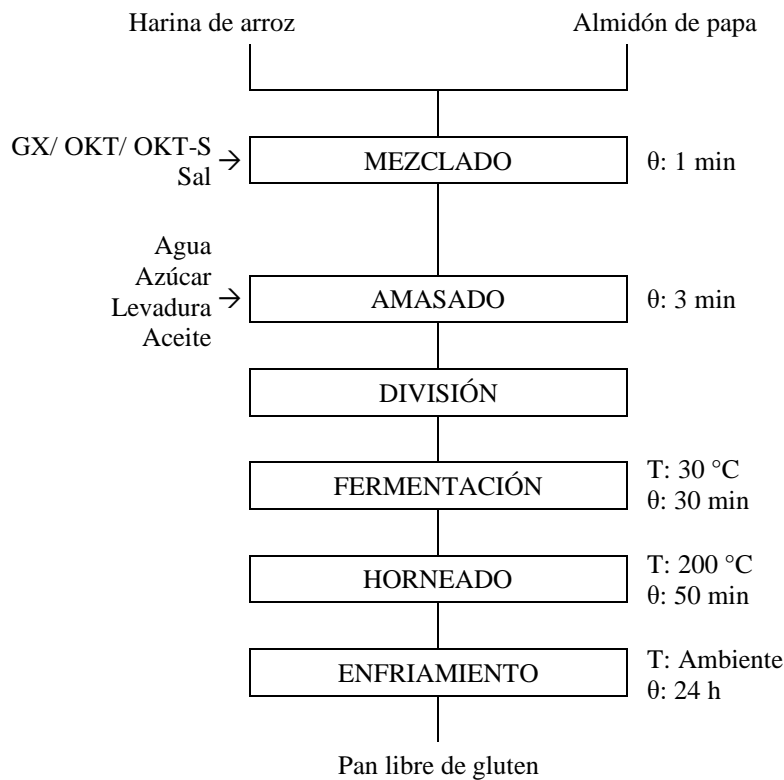 Harina de arroz
Almidón de papa
GX/ OKT/ OKT-S
Sal
MEZCLADO
θ: 1 min
Agua
Azúcar
Levadura
Aceite
AMASADO
θ: 3 min
DIVISIÓN
FERMENTACIÓN
T: 30 °C
θ: 30 min
HORNEADO
T: 200 °C
θ: 50 min
ENFRIAMIENTO
T: Ambiente
θ: 24 h
Pan libre de gluten